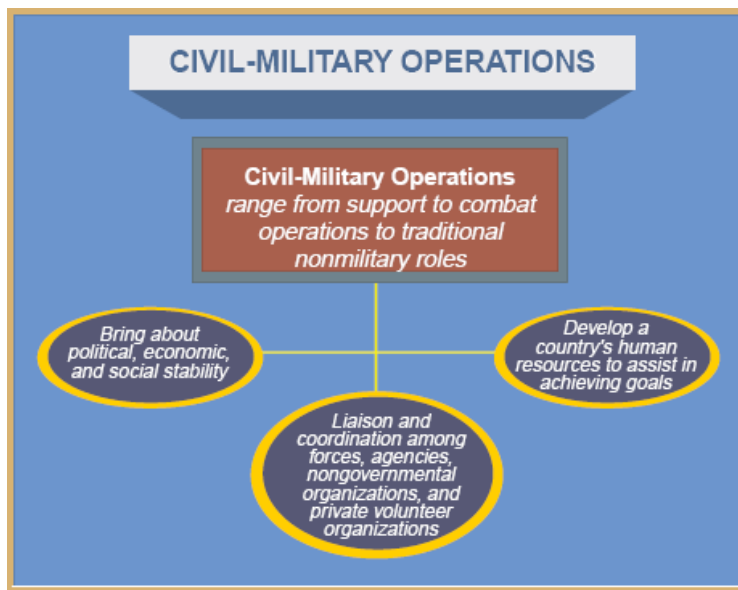 CIVIL-MILITARY OPERATIONS
Civil-Military Operations
range from support to combat
operations to traditional
nonmilitary roles
Bring about
political, economic,
and social stability
Liaison and
coordination among
forces, agencies,
nongovernmental
organizations, and
private volunteer
organizations
Develop a
country's human
resources to assist in
achieving goals